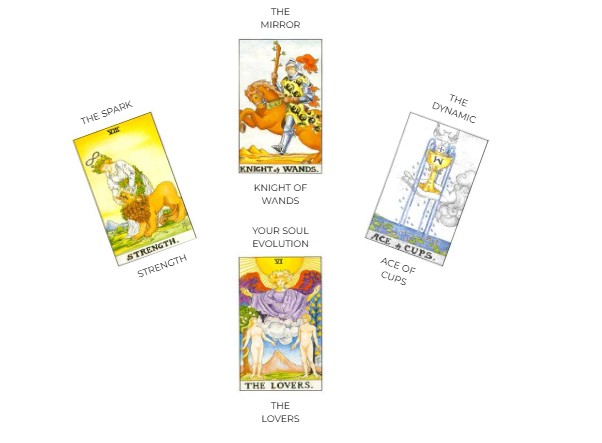 THE
MIRROR
KNIGHT of WANDS.
KNIGHT OF
WANDS
THE SPARK
VIII
STRENGTH.
STRENGTH
THE
DYNAMIC
ACE of CUPS.
ACE OF
CUPS
YOUR SOUL
EVOLUTION
VI
THE LOVERS.
THE
LOVERS